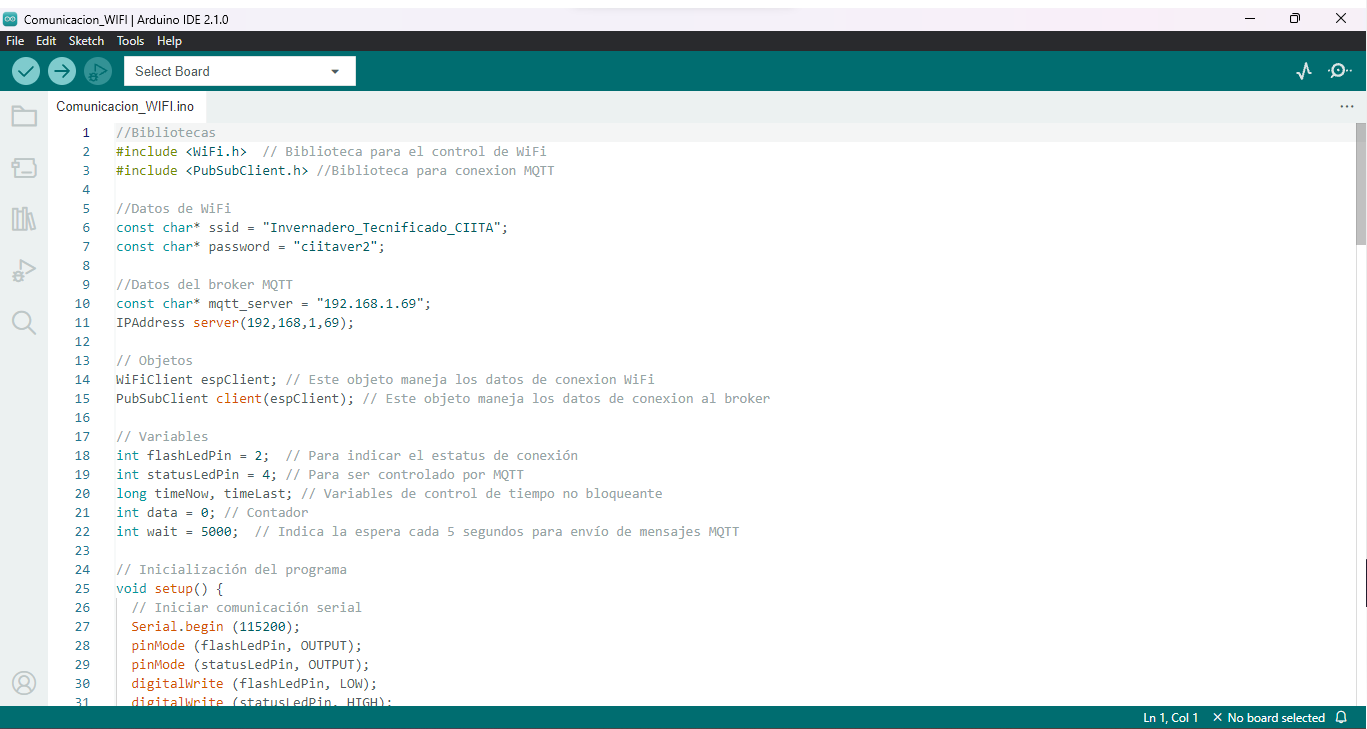 Comunicacion_WIFI | Arduino IDE 2.1.0
File Edit Sketch Tools Help
Select Board
Comunicacion_WIFI.ino
1 //Bibliotecas
2 #include <WiFi.h>  // Biblioteca para el control de WiFi
3 #include <PubSubClient.h> //Biblioteca para conexion MQTT
4
5 //Datos de WiFi
6 const char* ssid = "Invernadero_Tecnificado_CIITA";
7 const char* password = "ciitaver2";
8
9 //Datos del broker MQTT
10 const char* mqtt_server = "192.168.1.69";
11 IPAddress server(192,168,1,69);
12
13 // Objetos
14 WiFiClient espClient; // Este objeto maneja los datos de conexion WiFi
15 PubSubClient client(espClient); // Este objeto maneja los datos de conexion al broker
16
17 // Variables
18 int flashLedPin = 2;  // Para indicar el estatus de conexión
19 int statusLedPin = 4; // Para ser controlado por MQTT
20 long timeNow, timeLast; // Variables de control de tiempo no bloqueante
21 int data = 0; // Contador
22 int wait = 5000;  // Indica la espera cada 5 segundos para envío de mensajes MQTT
23
24 // Inicialización del programa
25 void setup() {
26   // Iniciar comunicación serial
27   Serial.begin (115200);
28   pinMode (flashLedPin, OUTPUT);
29   pinMode (statusLedPin, OUTPUT);
30   digitalWrite (flashLedPin, LOW);
31   digitalWrite (statusLedPin, HIGH);
Ln 1, Col 1 × No board selected